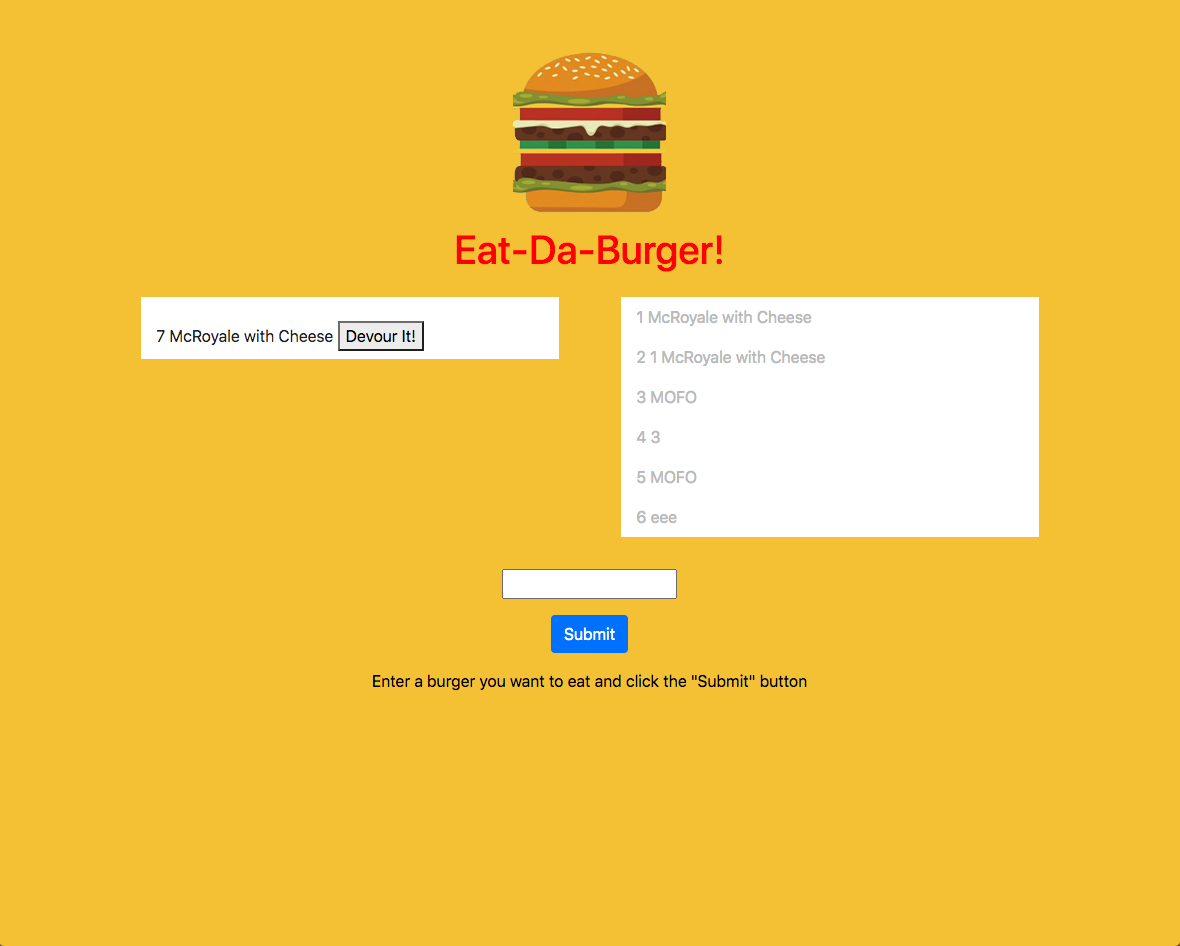 Eat-Da-Burger!
7 McRoyale with Cheese Devour It!
1 McRoyale with Cheese
2 1 McRoyale with Cheese
3 MOFO
4 3
5 MOFO
6 eee
Submit
Enter a burger you want to eat and click the "Submit" button